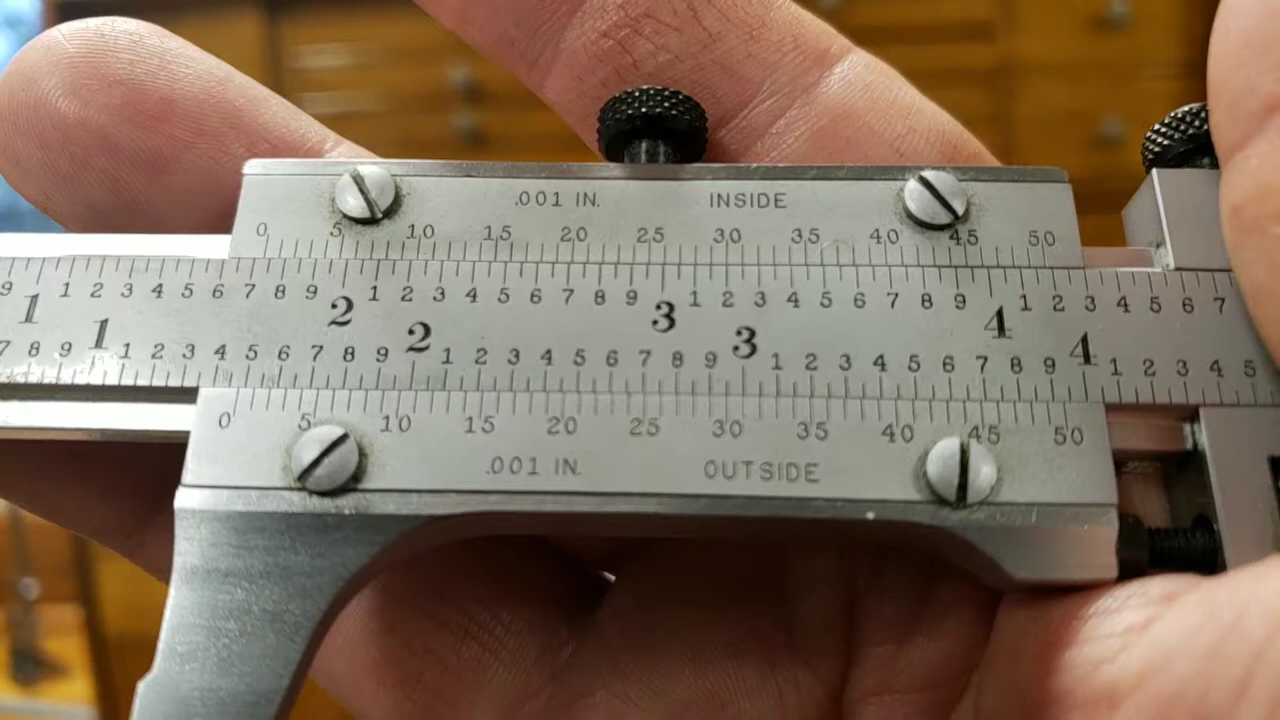 .001 IN. INSIDE
0 5 10 15 20 25 30 35 40 45 50
9 1 1 2 3 4 5 6 7 8 9 2 1 2 3 4 5 6 7 8 9 3 1 2 3 4 5 6 7 8 9 4 1 2 3 4 5 6 7
7 8 9 1 1 2 3 4 5 6 7 8 9 2 1 2 3 4 5 6 7 8 9 3 1 2 3 4 5 6 7 8 9 4 1 2 3 4 5
0 5 10 15 20 25 30 35 40 45 50
.001 IN. OUTSIDE